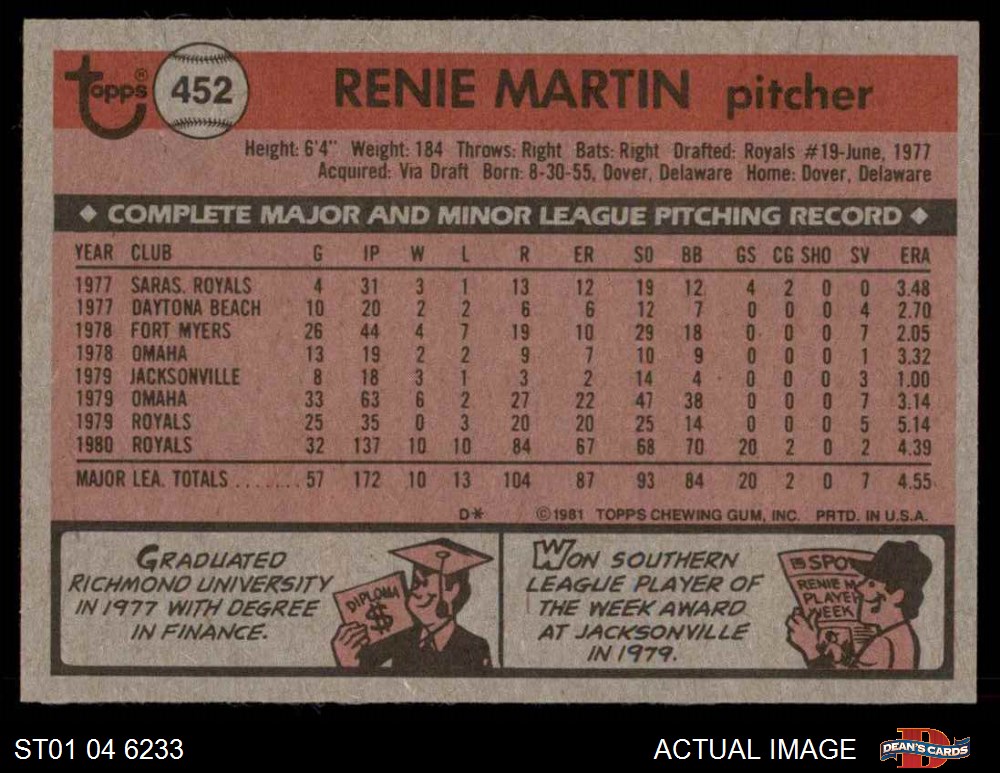 topps® 452 RENIE MARTIN pitcher
Height: 6'4" Weight: 184 Throws: Right Bats: Right Drafted: Royals #19-June, 1977
Acquired: Via Draft Born: 8-30-55, Dover, Delaware Home: Dover, Delaware
◆ COMPLETE MAJOR AND MINOR LEAGUE PITCHING RECORD ◆
YEAR CLUB G IP W L R ER SO BB GS CG SHO SV ERA
1977 SARAS. ROYALS 4 31 3 1 13 12 19 12 4 2 0 0 3.48
1977 DAYTONA BEACH 10 20 2 2 6 6 12 7 0 0 0 4 2.70
1978 FORT MYERS 26 44 4 7 19 10 29 18 0 0 0 7 2.05
1978 OMAHA 13 19 2 2 9 7 10 9 0 0 0 1 3.32
1979 JACKSONVILLE 8 18 3 1 3 2 14 4 0 0 0 3 1.00
1979 OMAHA 33 63 6 2 27 22 47 38 0 0 0 7 3.14
1979 ROYALS 25 35 0 3 20 20 25 14 0 0 0 5 5.14
1980 ROYALS 32 137 10 10 84 67 68 70 20 2 0 2 4.39
MAJOR LEA. TOTALS ....... 57 172 10 13 104 87 93 84 20 2 0 7 4.55
D* ©1981 TOPPS CHEWING GUM, INC. PRTD. IN U.S.A.
GRADUATED
RICHMOND UNIVERSITY
IN 1977 WITH DEGREE
IN FINANCE.
DIPLOMA
$
WON SOUTHERN
LEAGUE PLAYER OF
THE WEEK AWARD
AT JACKSONVILLE
IN 1979.
SPO
RENIE M
PLAYER
WEEK
ST01 04 6233
ACTUAL IMAGE
D
DEAN'S CARDS